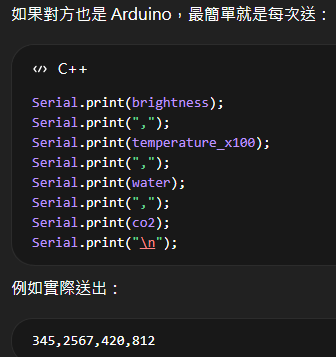 如果對方也是 Arduino，最簡單就是每次送：
</> C++
Serial.print(brightness);
Serial.print(",");
Serial.print(temperature_x100);
Serial.print(",");
Serial.print(water);
Serial.print(",");
Serial.print(co2);
Serial.print("\n");
例如實際送出：
345,2567,420,812